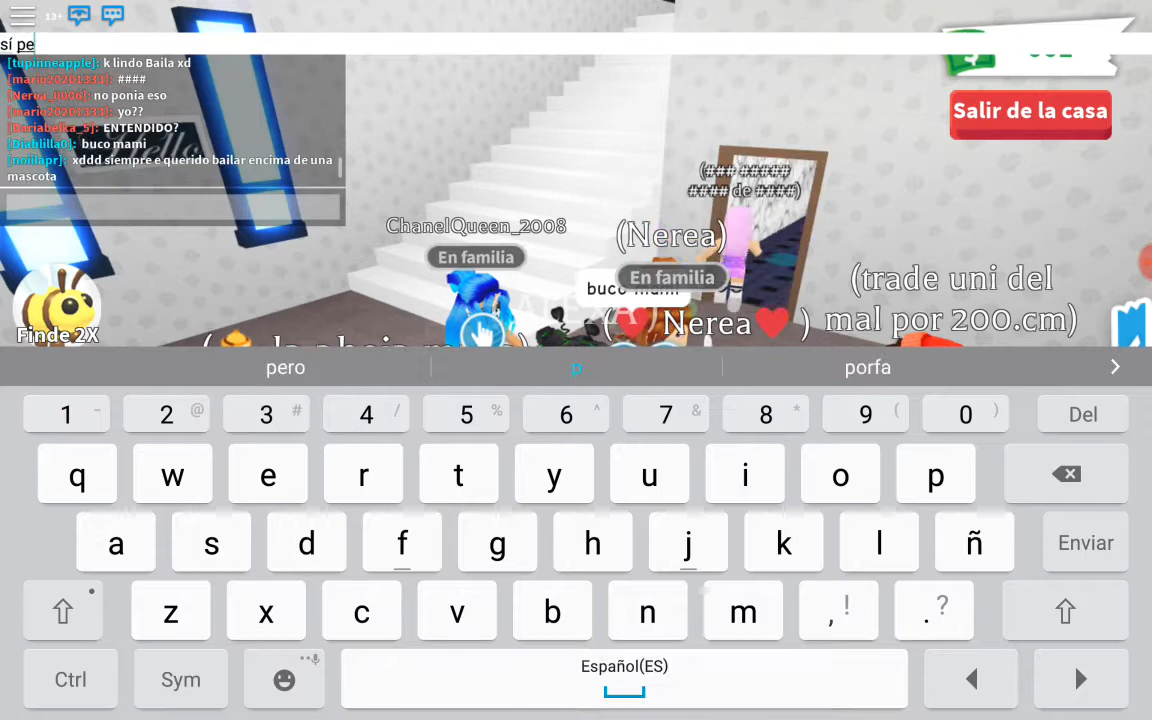 13+
sí pe
[tupinneapple]: k lindo Baila xd
[mario20201333]: ####
[Nerva_0006]: no ponia eso
[mario20201333]: yo??
[Dariabelka_5]: ENTENDIDO?
[Diablilla0]: buco mami
xddd siempre e querido bailar encima de una
mascota
Hello
Salir de la casa
(### #####
#### de ####)
ChanelQueen_2008
En familia
(Nerea)
En familia
buco mami
(❤Nerea❤)
(trade uni del
mal por 200.cm)
Finde 2X
pero p porfa >
1 ~ 2 @ 3 # 4 / 5 % 6 ^ 7 & 8 * 9 ( 0 ) Del
q w e r t y u i o p
a s d f g h j k l ñ Enviar
z x c v b n m , ! . ?
Ctrl Sym Español(ES)